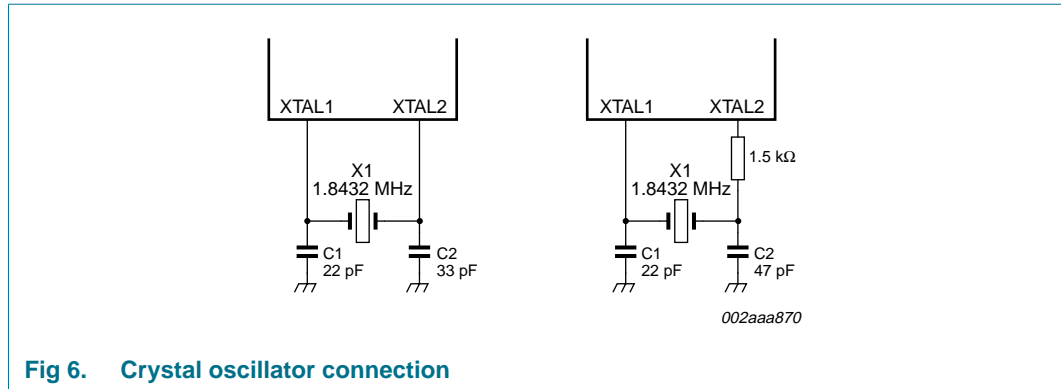 XTAL1 XTAL2
X1
1.8432 MHz
C1
22 pF
C2
33 pF
XTAL1 XTAL2
1.5 kΩ
X1
1.8432 MHz
C1
22 pF
C2
47 pF
002aaa870
Fig 6. Crystal oscillator connection